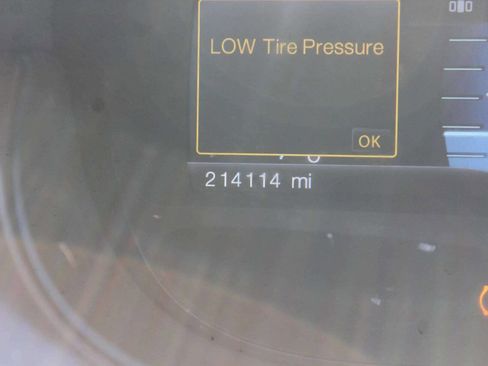 LOW Tire Pressure
OK
214114 mi